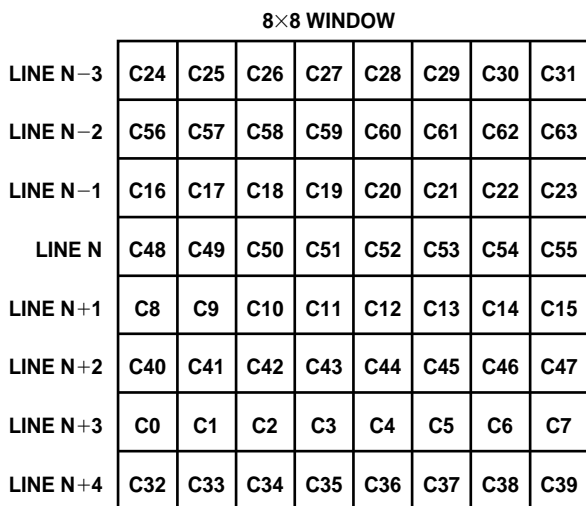 8×8 WINDOW
LINE N−3 C24 C25 C26 C27 C28 C29 C30 C31
LINE N−2 C56 C57 C58 C59 C60 C61 C62 C63
LINE N−1 C16 C17 C18 C19 C20 C21 C22 C23
LINE N C48 C49 C50 C51 C52 C53 C54 C55
LINE N+1 C8 C9 C10 C11 C12 C13 C14 C15
LINE N+2 C40 C41 C42 C43 C44 C45 C46 C47
LINE N+3 C0 C1 C2 C3 C4 C5 C6 C7
LINE N+4 C32 C33 C34 C35 C36 C37 C38 C39